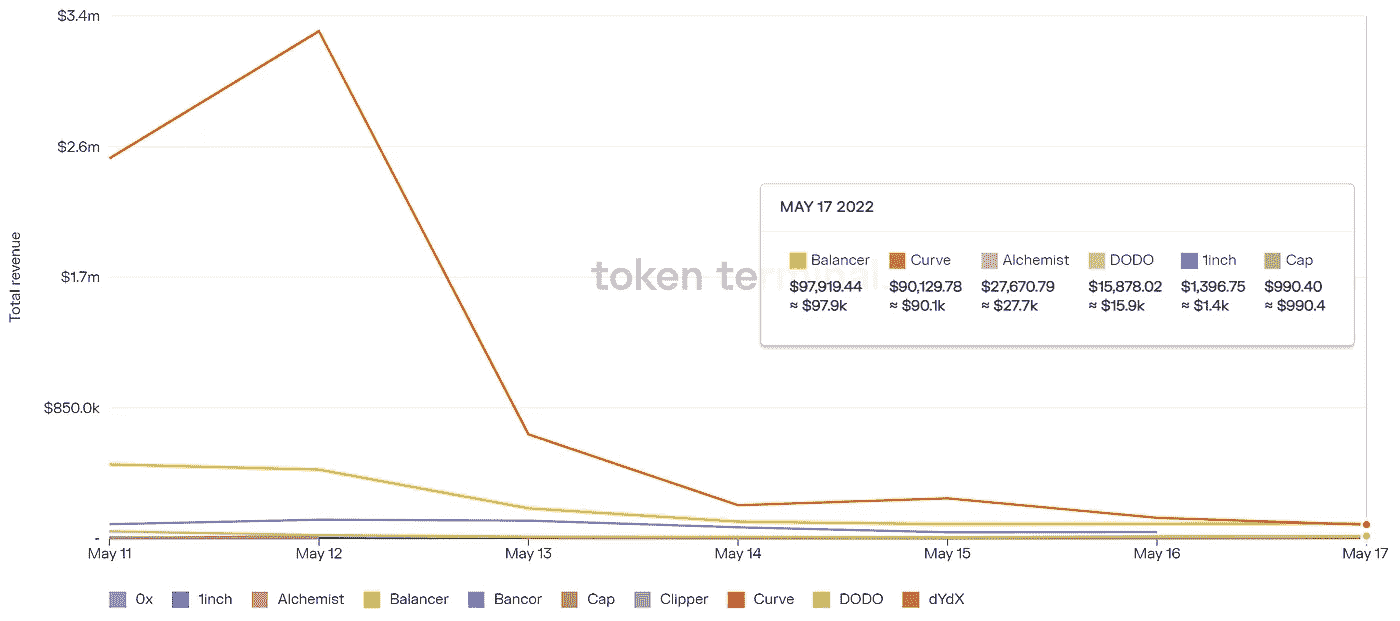 $3.4m
$2.6m
$1.7m
$850.0k
-
Total revenue
token terminal
MAY 17 2022
Balancer Curve Alchemist DODO 1inch Cap
$97,919.44 $90,129.78 $27,670.79 $15,878.02 $1,396.75 $990.40
≈ $97.9k ≈ $90.1k ≈ $27.7k ≈ $15.9k ≈ $1.4k ≈ $990.4
May 11 May 12 May 13 May 14 May 15 May 16 May 17
0x 1inch Alchemist Balancer Bancor Cap Clipper Curve DODO dYdX